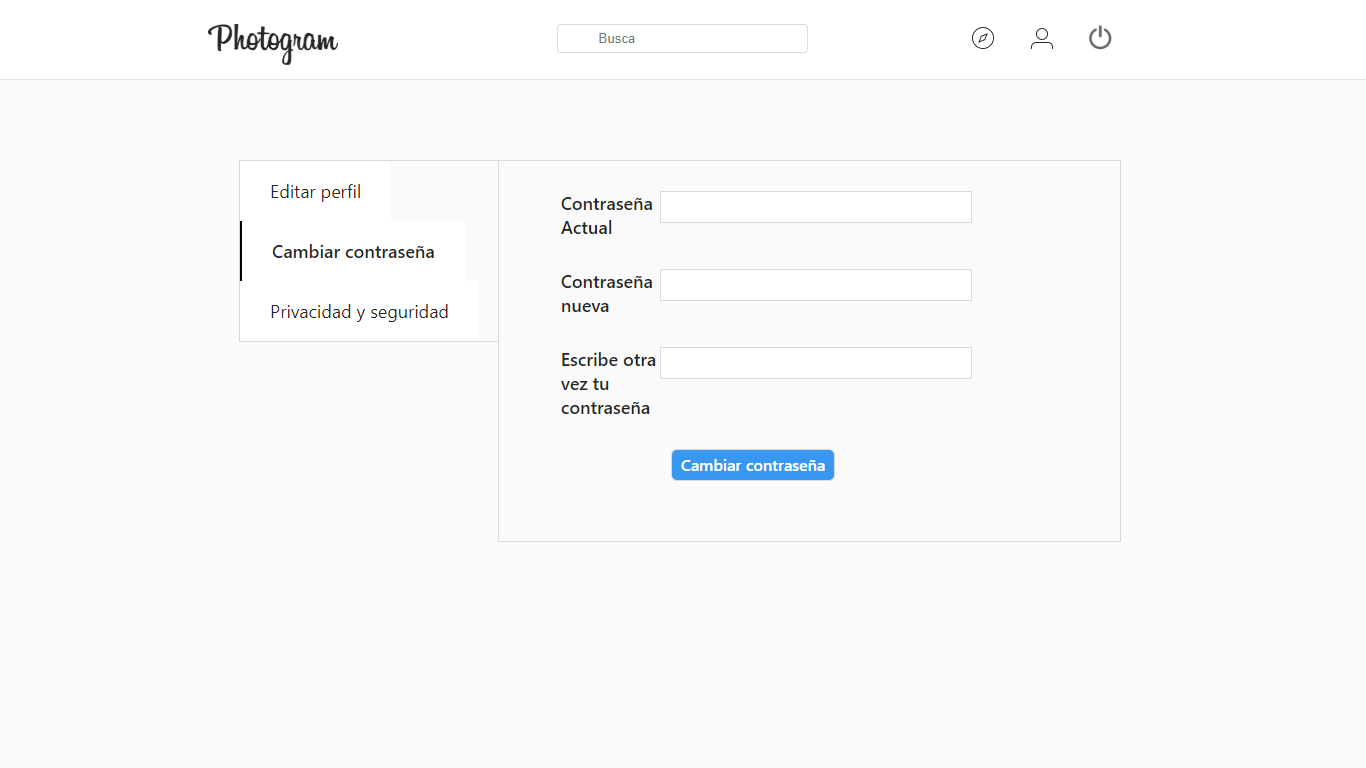 Photogram
Busca
Editar perfil
Cambiar contraseña
Privacidad y seguridad
Contraseña
Actual
Contraseña
nueva
Escribe otra
vez tu
contraseña
Cambiar contraseña